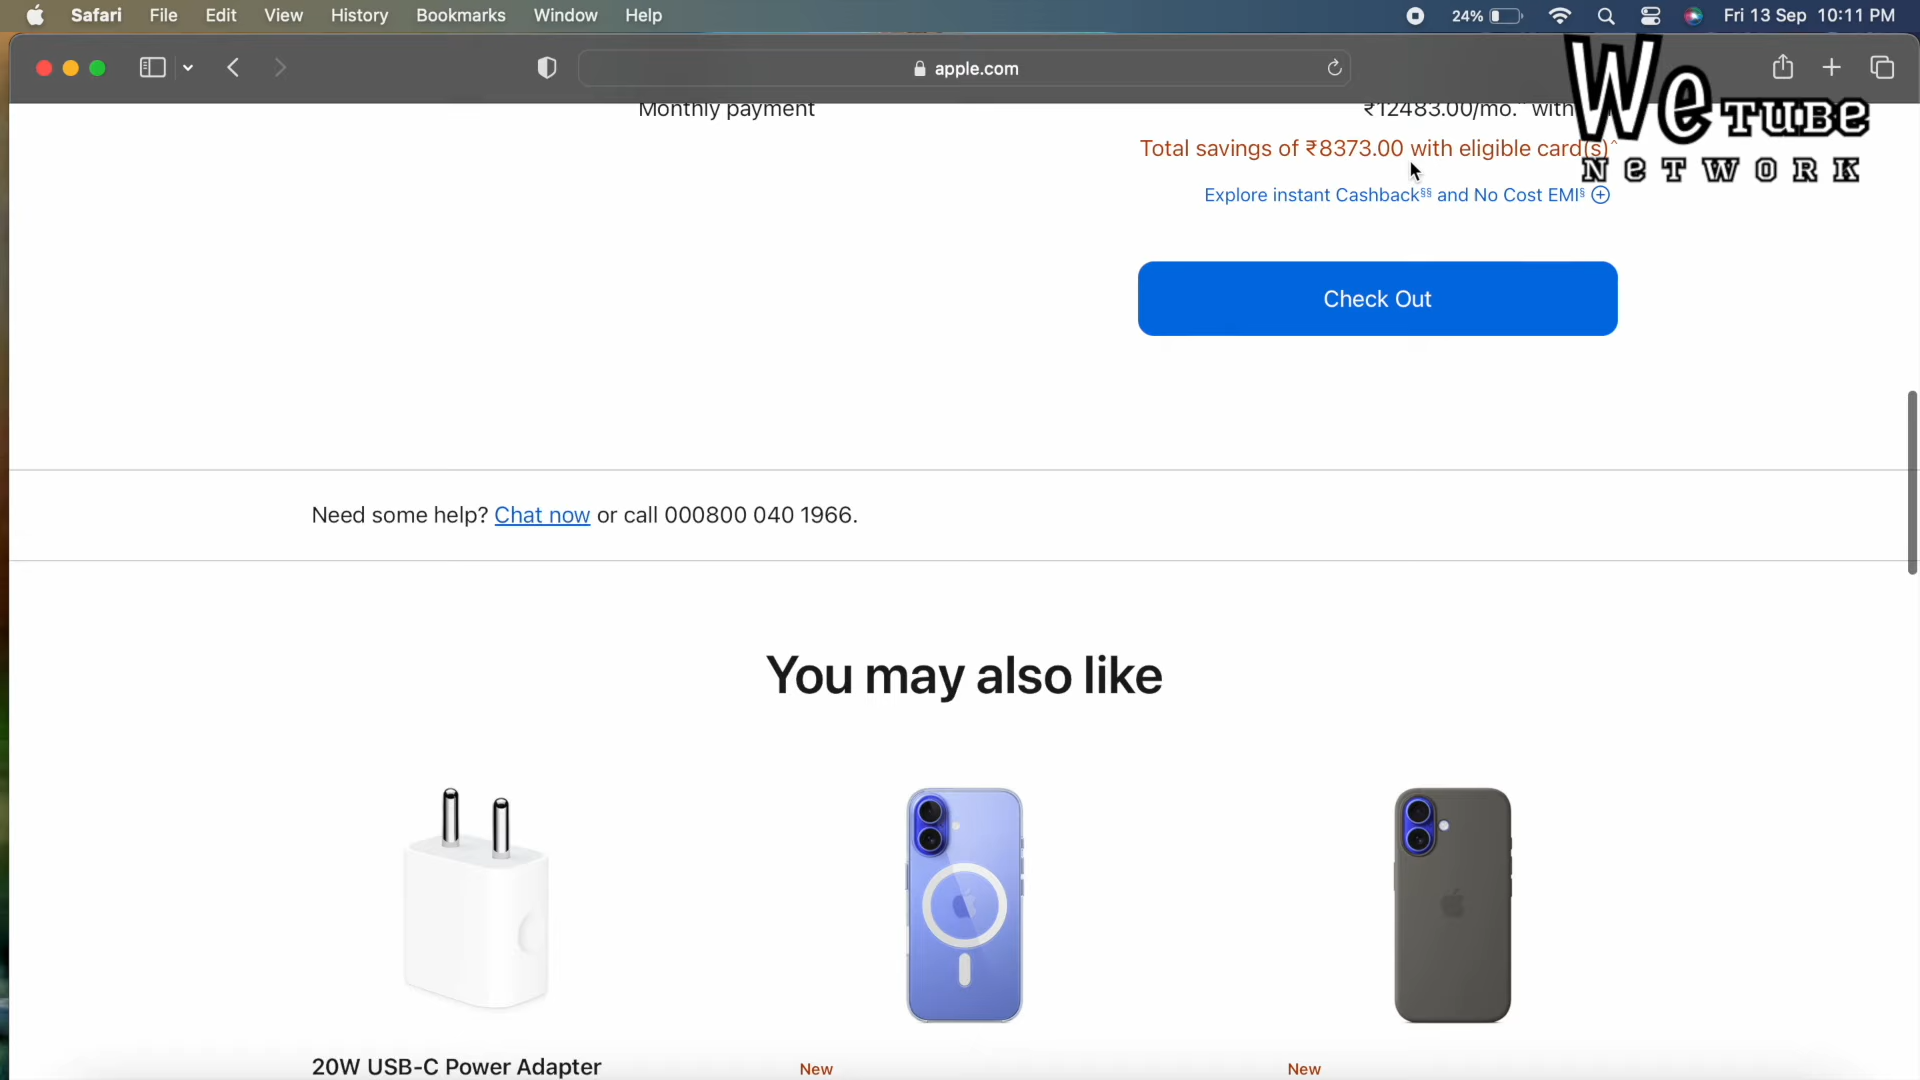 Safari File Edit View History Bookmarks Window Help 24% Fri 13 Sep 10:11 PM
apple.com
We TUBE
NeTWORK
Monthly payment ₹12483.00/mo.^ with
Total savings of ₹8373.00 with eligible card(s)^
Explore instant Cashback§§ and No Cost EMI§
Check Out
Need some help? Chat now or call 000800 040 1966.
You may also like
20W USB-C Power Adapter
New
New